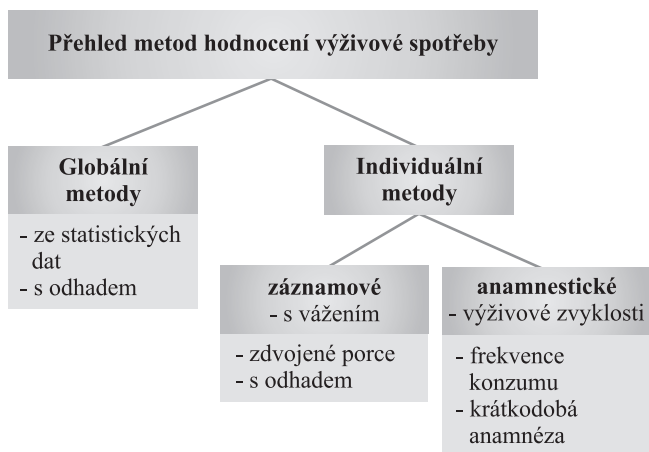 Přehled metod hodnocení výživové spotřeby
Globální
metody
- ze statistických
dat
- s odhadem
Individuální
metody
záznamové
- s vážením
- zdvojené porce
- s odhadem
anamnestické
- výživové zvyklosti
- frekvence
konzumu
- krátkodobá
anamnéza